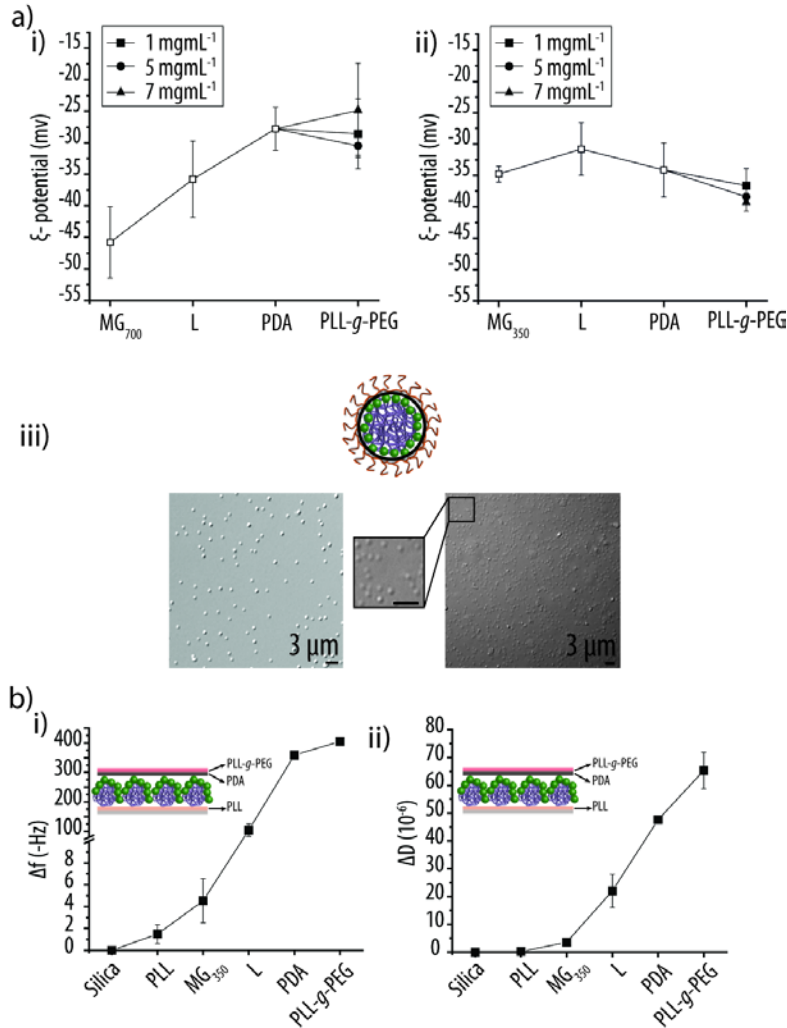 a)
i)
1 mgmL⁻¹
5 mgmL⁻¹
7 mgmL⁻¹
ξ- potential (mv)
-5
-15
-20
-25
-30
-35
-40
-45
-50
-55
MG₇₀₀ L PDA PLL-g-PEG
ii)
1 mgmL⁻¹
5 mgmL⁻¹
7 mgmL⁻¹
ξ- potential (mv)
-5
-15
-20
-25
-30
-35
-40
-45
-50
-55
MG₃₅₀ L PDA PLL-g-PEG
iii)
3 µm
3 µm
b)
i)
PLL-g-PEG
PDA
PLL
Δf (-Hz)
400
300
200
100
8
6
4
2
0
Silica PLL MG₃₅₀ L PDA PLL-g-PEG
ii)
PLL-g-PEG
PDA
PLL
ΔD (10⁻⁶)
80
70
60
50
40
30
20
10
0
Silica PLL MG₃₅₀ L PDA PLL-g-PEG